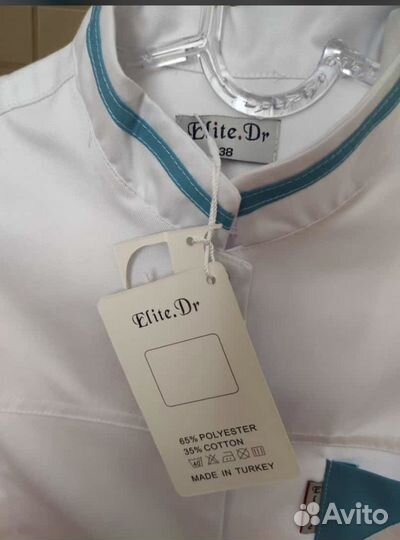 Elite.Dr
38
Elite.Dr
65% POLYESTER
35% COTTON
MADE IN TURKEY
Avito